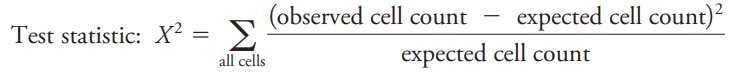 Test statistic: X² = ∑ (observed cell count − expected cell count)²
all cells
expected cell count